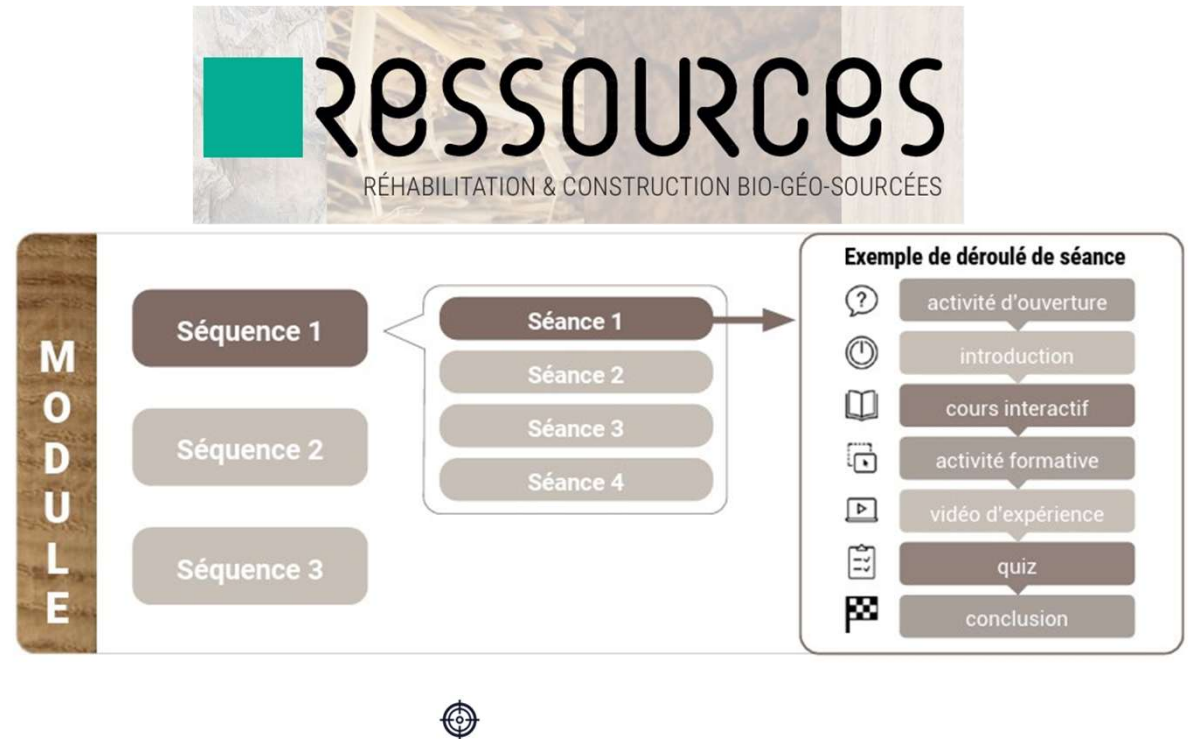 RESSOURCES
RÉHABILITATION & CONSTRUCTION BIO-GÉO-SOURCÉES
MODULE
Séquence 1
Séquence 2
Séquence 3
Séance 1
Séance 2
Séance 3
Séance 4
Exemple de déroulé de séance
activité d'ouverture
introduction
cours interactif
activité formative
vidéo d'expérience
quiz
conclusion